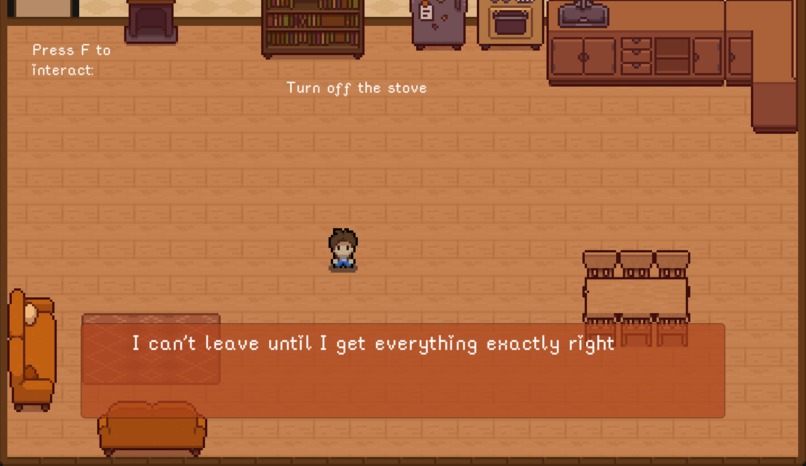 Press F to
interact:
Turn off the stove
I can't leave until I get everything exactly right